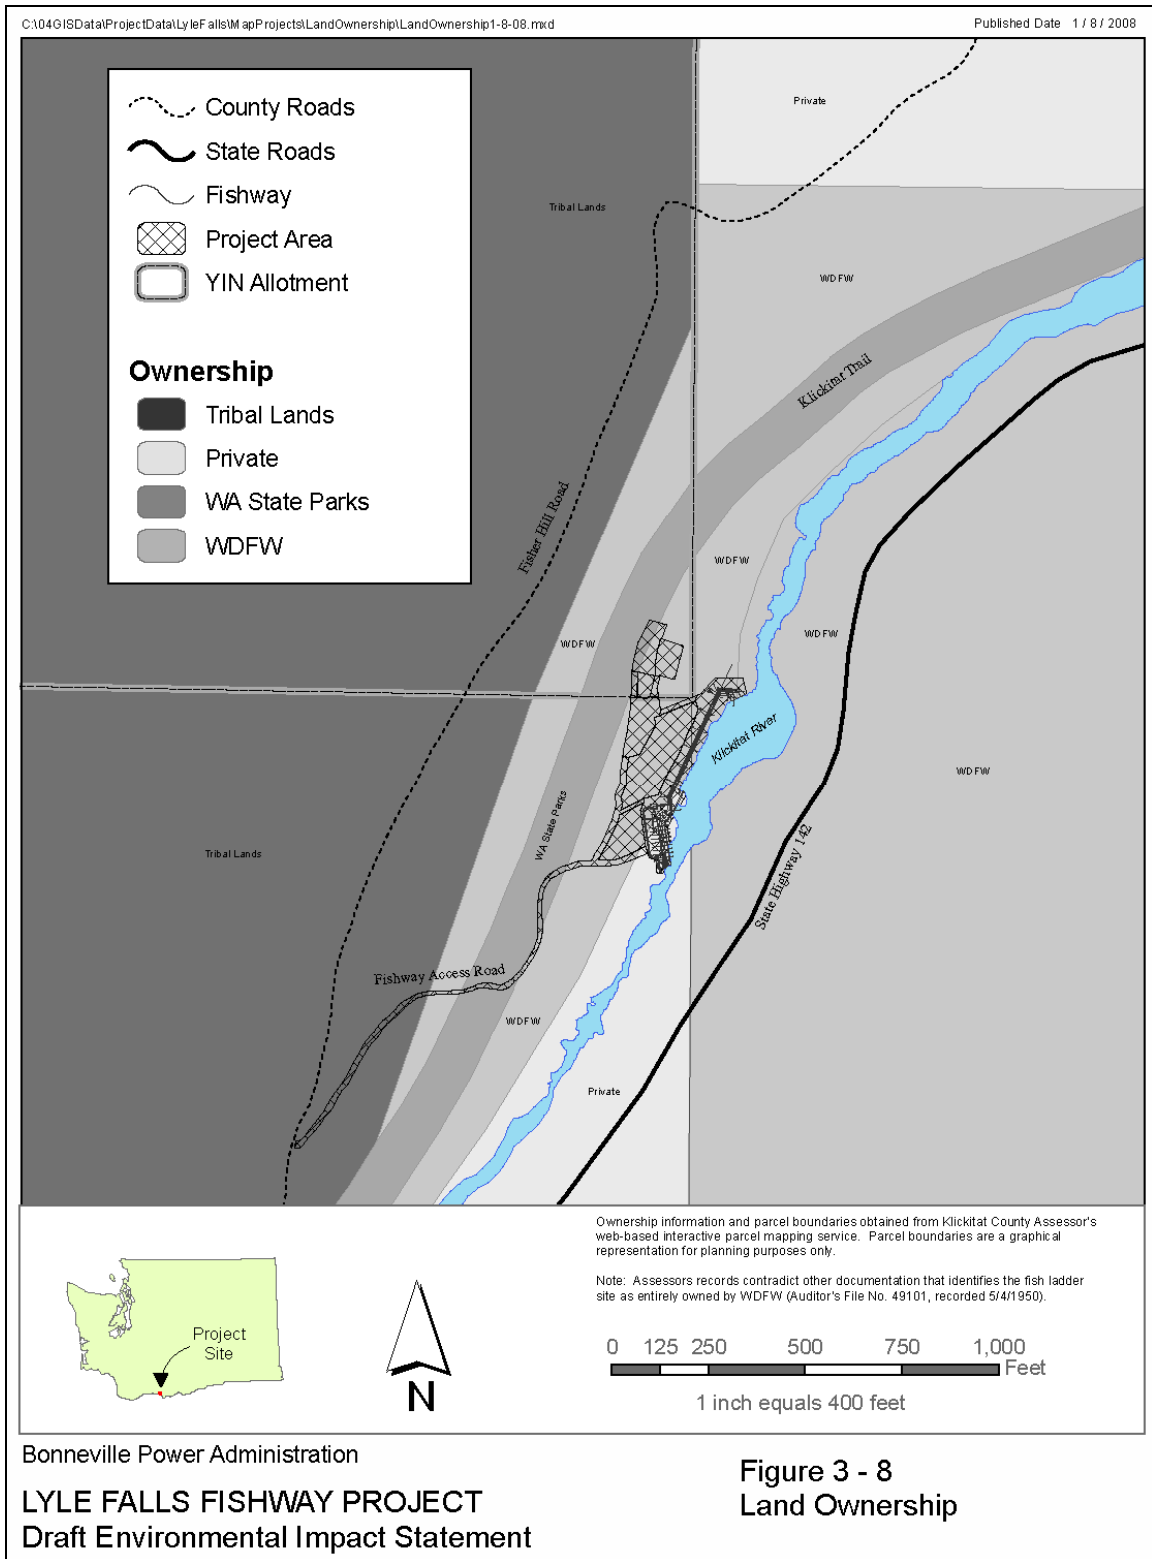 C:\04GISData\ProjectData\LyleFalls\MapProjects\LandOwnership\LandOwnership1-8-08.mxd
Published Date 1 / 8 / 2008
County Roads
State Roads
Fishway
Project Area
YIN Allotment
Ownership
Tribal Lands
Private
WA State Parks
WDFW
Private
Tribal Lands
WDFW
Klickitat Trail
Fisher Hill Road
WDFW
WDFW
WDFW
Klickitat River
WDFW
WA State Parks
Tribal Lands
State Highway 142
Fishway Access Road
WDFW
Private
Ownership information and parcel boundaries obtained from Klickitat County Assessor's
web-based interactive parcel mapping service. Parcel boundaries are a graphical
representation for planning purposes only.
Note: Assessors records contradict other documentation that identifies the fish ladder
site as entirely owned by WDFW (Auditor's File No. 49101, recorded 5/4/1950).
Project
Site
N
0 125 250 500 750 1,000
Feet
1 inch equals 400 feet
Bonneville Power Administration
LYLE FALLS FISHWAY PROJECT
Draft Environmental Impact Statement
Figure 3 - 8
Land Ownership